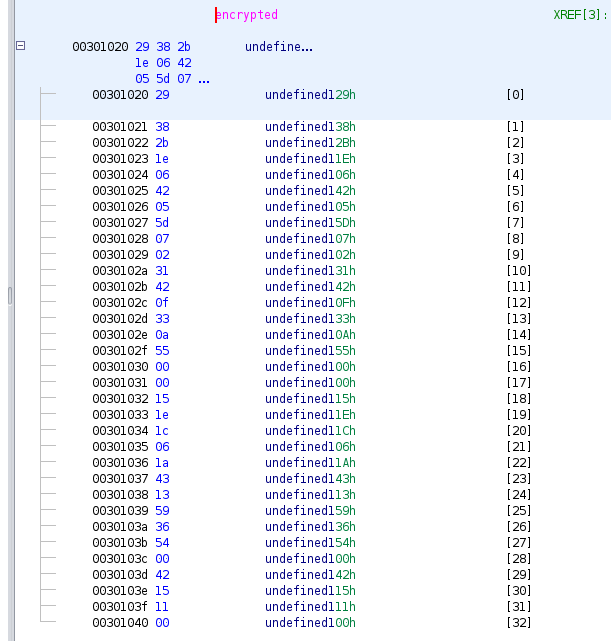 encrypted XREF[3]:
00301020 29 38 2b undefine...
1e 06 42
05 5d 07 ...
00301020 29 undefined129h [0]
00301021 38 undefined138h [1]
00301022 2b undefined12Bh [2]
00301023 1e undefined11Eh [3]
00301024 06 undefined106h [4]
00301025 42 undefined142h [5]
00301026 05 undefined105h [6]
00301027 5d undefined15Dh [7]
00301028 07 undefined107h [8]
00301029 02 undefined102h [9]
0030102a 31 undefined131h [10]
0030102b 42 undefined142h [11]
0030102c 0f undefined10Fh [12]
0030102d 33 undefined133h [13]
0030102e 0a undefined10Ah [14]
0030102f 55 undefined155h [15]
00301030 00 undefined100h [16]
00301031 00 undefined100h [17]
00301032 15 undefined115h [18]
00301033 1e undefined11Eh [19]
00301034 1c undefined11Ch [20]
00301035 06 undefined106h [21]
00301036 1a undefined11Ah [22]
00301037 43 undefined143h [23]
00301038 13 undefined113h [24]
00301039 59 undefined159h [25]
0030103a 36 undefined136h [26]
0030103b 54 undefined154h [27]
0030103c 00 undefined100h [28]
0030103d 42 undefined142h [29]
0030103e 15 undefined115h [30]
0030103f 11 undefined111h [31]
00301040 00 undefined100h [32]